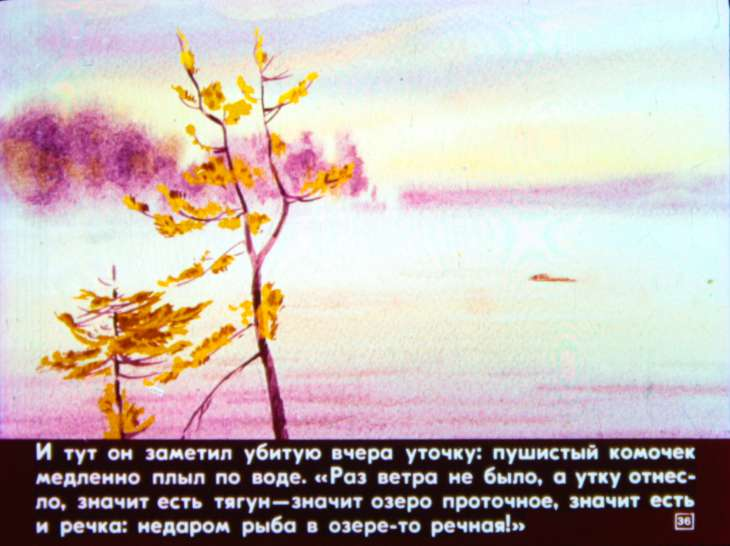 И тут он заметил убитую вчера уточку: пушистый комочек
медленно плыл по воде. «Раз ветра не было, а утку отнес-
ло, значит есть тягун—значит озеро проточное, значит есть
и речка: недаром рыба в озере-то речная!»
36